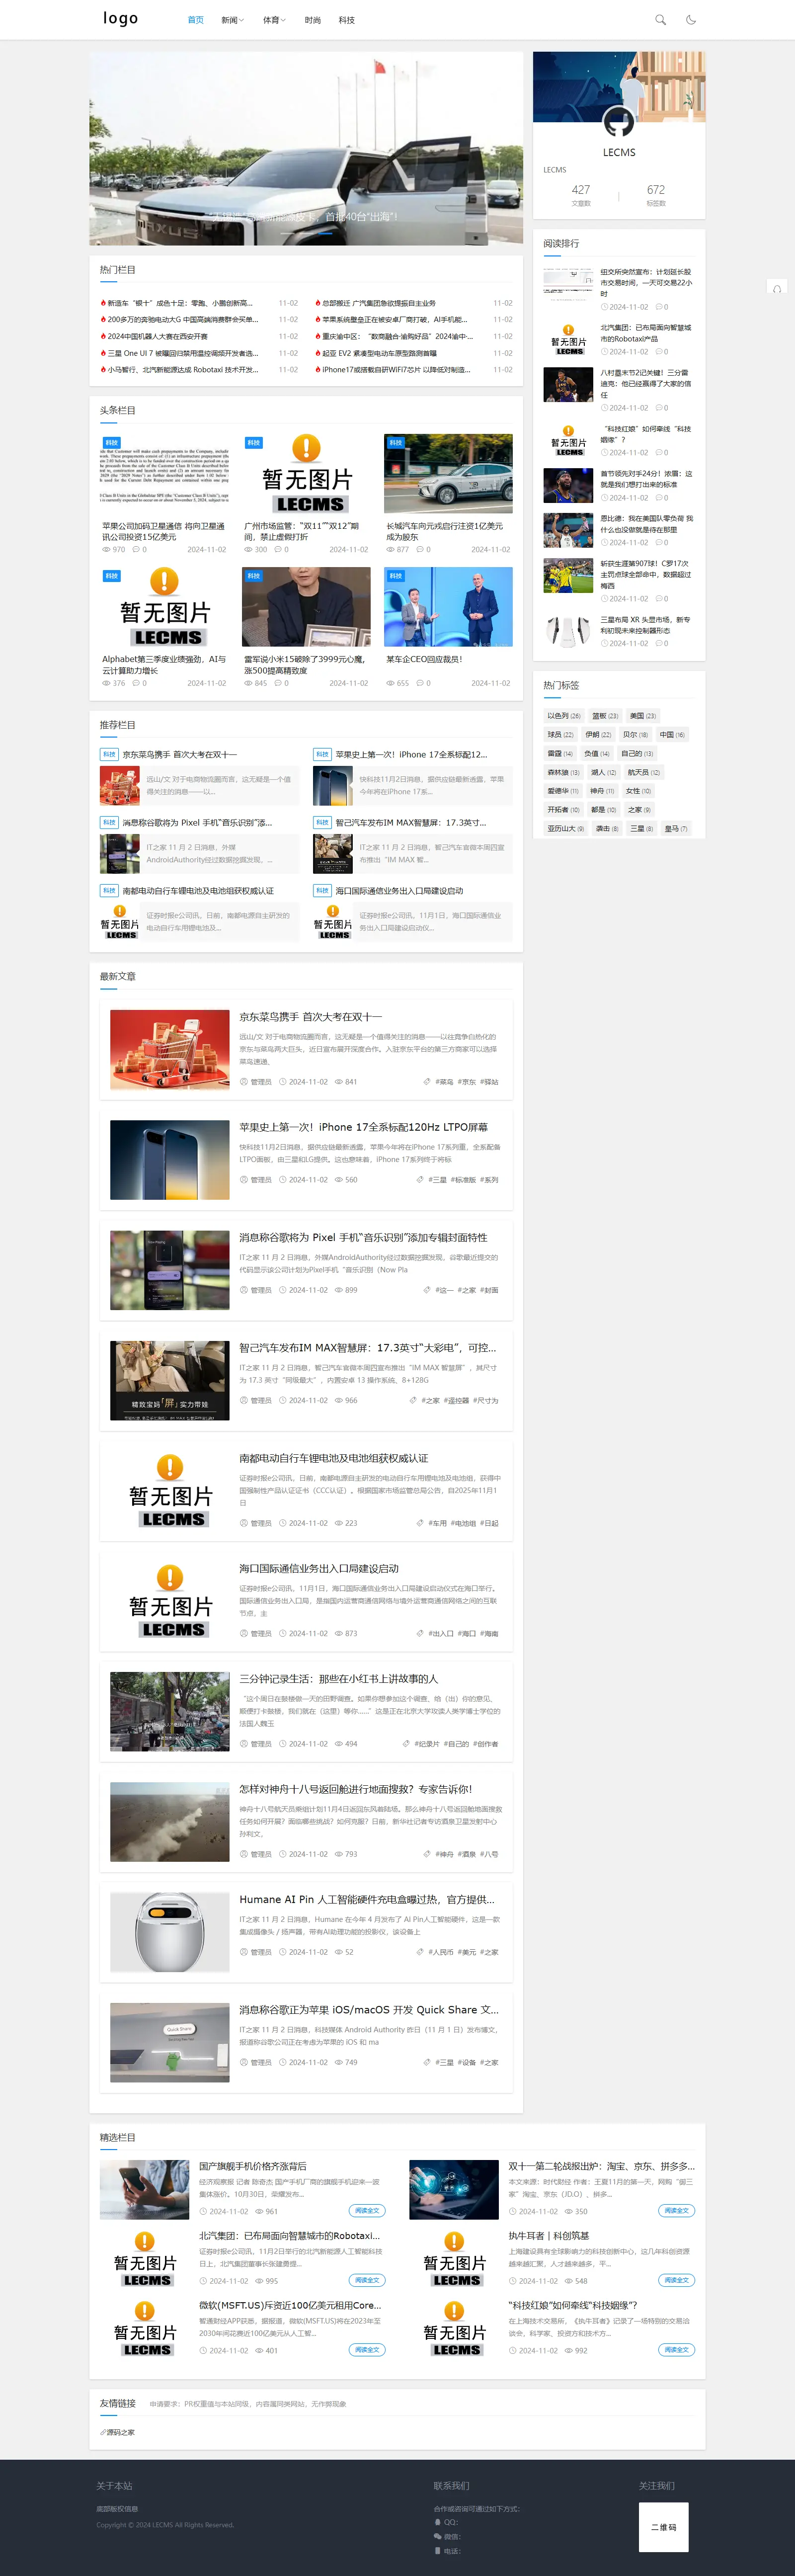 logo
首页 新闻 体育 时尚 科技
首批40台"出海"！
LECMS
LECMS
427 672
文章数 标签数
热门栏目
新造车“银十”成色十足：零跑、小鹏创新高... 11-02
总部搬迁 广汽集团急欲提振自主业务 11-02
200多万的奔驰电动大G 中国高端消费群会买单... 11-02
苹果系统壁垒正在被安卓厂商打破，AI手机能... 11-02
2024中国机器人大赛在西安开赛 11-02
重庆渝中区：“数商融合·渝购好品”2024渝中·... 11-02
三星 One UI 7 被曝回归禁用温控调频开发者选... 11-02
起亚 EV2 紧凑型电动车原型路测首曝 11-02
小马智行、北汽新能源达成 Robotaxi 技术开发... 11-02
iPhone17或搭载自研WiFi7芯片 以降低对制造... 11-02
头条栏目
科技 科技 科技
暂无图片
LECMS
苹果公司加码卫星通信 将向卫星通讯公司投资15亿美元
970 0 2024-11-02
广州市场监管：“双11”“双12”期间，禁止虚假打折
300 0 2024-11-02
长城汽车向元戎启行注资1亿美元成为股东
877 0 2024-11-02
科技 科技 科技
暂无图片
LECMS
Alphabet第三季度业绩强劲，AI与云计算助力增长
376 0 2024-11-02
雷军说小米15破除了3999元心魔，涨500提高精致度
845 0 2024-11-02
某车企CEO回应裁员！
655 0 2024-11-02
推荐栏目
科技 京东菜鸟携手 首次大考在双十一
远山/文 对于电商物流圈而言，这无疑是一个值得关注的消息——以...
科技 苹果史上第一次！iPhone 17全系标配12...
快科技11月2日消息，据供应链最新透露，苹果今年将在iPhone 17系...
科技 消息称谷歌将为 Pixel 手机“音乐识别”添...
IT之家 11 月 2 日消息，外媒AndroidAuthority经过数据挖掘发现，...
科技 智己汽车发布IM MAX智慧屏：17.3英寸...
IT之家 11 月 2 日消息，智己汽车官微本周四宣布推出“IM MAX 智...
科技 南都电动自行车锂电池及电池组获权威认证
暂无图片
LECMS
证券时报e公司讯，日前，南都电源自主研发的电动自行车用锂电池及...
科技 海口国际通信业务出入口局建设启动
暂无图片
LECMS
证券时报e公司讯，11月1日，海口国际通信业务出入口局建设启动仪...
最新文章
京东菜鸟携手 首次大考在双十一
远山/文 对于电商物流圈而言，这无疑是一个值得关注的消息——以往竞争白热化的
京东与菜鸟两大巨头，近日宣布展开深度合作。入驻京东平台的第三方商家可以选择
菜鸟速递、
管理员 2024-11-02 841 #菜鸟 #京东 #驿站
苹果史上第一次！iPhone 17全系标配120Hz LTPO屏幕
快科技11月2日消息，据供应链最新透露，苹果今年将在iPhone 17系列里，全系配备
LTPO面板，由三星和LG提供。这也意味着，iPhone 17系列终于将标
管理员 2024-11-02 560 #三星 #标准版 #系列
消息称谷歌将为 Pixel 手机“音乐识别”添加专辑封面特性
IT之家 11 月 2 日消息，外媒AndroidAuthority经过数据挖掘发现，谷歌最近提交的
代码显示该公司计划为Pixel手机“音乐识别（Now Pla
管理员 2024-11-02 899 #这一 #之家 #封面
智己汽车发布IM MAX智慧屏：17.3英寸“大彩电”，可控...
IT之家 11 月 2 日消息，智己汽车官微本周四宣布推出“IM MAX 智慧屏”，其尺寸
为 17.3 英寸“同级最大”，内置安卓 13 操作系统、8+128G
精致宝妈「屏」实力带娃
管理员 2024-11-02 966 #之家 #遥控器 #尺寸为
暂无图片
LECMS
南都电动自行车锂电池及电池组获权威认证
证券时报e公司讯，日前，南都电源自主研发的电动自行车用锂电池及电池组，获得中
国强制性产品认证证书（CCC认证）。根据国家市场监管总局公告，自2025年11月1
日
管理员 2024-11-02 223 #车用 #电池组 #日起
暂无图片
LECMS
海口国际通信业务出入口局建设启动
证券时报e公司讯，11月1日，海口国际通信业务出入口局建设启动仪式在海口举行。
国际通信业务出入口局，是指国内运营商通信网络与境外运营商通信网络之间的互联
节点，主
管理员 2024-11-02 873 #出入口 #海口 #海南
三分钟记录生活：那些在小红书上讲故事的人
“这个周日在鼓楼做一天的田野调查。如果你想参加这个调查，给（出）你的意见，
顺便打卡鼓楼，我们就在（这里）等你……”这是正在北京大学攻读人类学博士学位的
法国人魏玉
管理员 2024-11-02 494 #纪录片 #自己的 #创作者
怎样对神舟十八号返回舱进行地面搜救？专家告诉你！
神舟十八号航天员乘组计划11月4日返回东风着陆场。那么神舟十八号返回舱地面搜救
任务如何开展？面临哪些挑战？如何克服？日前，新华社记者专访酒泉卫星发射中心
孙利文，
管理员 2024-11-02 793 #神舟 #酒泉 #八号
Humane AI Pin 人工智能硬件充电盒曝过热，官方提供...
IT之家 11 月 2 日消息，Humane 在今年 4 月发布了 AI Pin人工智能硬件，这是一款
集成摄像头 / 扬声器，带有AI助理功能的投影仪，该设备上
管理员 2024-11-02 52 #人民币 #美元 #之家
Quick Share
消息称谷歌正为苹果 iOS/macOS 开发 Quick Share 文...
IT之家 11 月 2 日消息，科技媒体 Android Authority 昨日（11 月 1 日）发布博文，
报道称谷歌公司正在考虑为苹果的 iOS 和 ma
管理员 2024-11-02 749 #三星 #设备 #之家
阅读排行
纽交所突然宣布：计划延长股市交易时间，一天可交易22小时
2024-11-02 0
暂无图片
LECMS
北汽集团：已布局面向智慧城市的Robotaxi产品
2024-11-02 0
八村塁末节2记关键！三分雷迪克：他已经赢得了大家的信任
2024-11-02 0
暂无图片
LECMS
“科技红娘”如何牵线“科技姻缘”？
2024-11-02 0
首节领先对手24分！浓眉：这就是我们想打出来的标准
2024-11-02 0
恩比德：我在美国队零负荷 我什么也没做就是待在那里
2024-11-02 0
斩获生涯第907球！C罗17次主罚点球全部命中，数据超过梅西
2024-11-02 0
三星布局 XR 头显市场，新专利初现未来控制器形态
2024-11-02 0
热门标签
以色列 (26) 篮板 (23) 美国 (23)
球员 (22) 伊朗 (22) 贝尔 (18) 中国 (16)
雷霆 (14) 负值 (14) 自己的 (13)
森林狼 (13) 湖人 (12) 航天员 (12)
爱德华 (11) 神舟 (11) 女性 (10)
开拓者 (10) 都是 (10) 之家 (9)
亚历山大 (9) 袭击 (8) 三星 (8) 皇马 (7)
精选栏目
国产旗舰手机价格齐涨背后
经济观察报 记者 陈奇杰 国产手机厂商的旗舰手机迎来一波集体涨价。10月30日，荣耀发布...
2024-11-02 961 阅读全文
双十一第二轮战报出炉：淘宝、京东、拼多多...
本文来源：时代财经 作者：王夏11月的第一天，网购“御三家”淘宝、京东（JD.O）、拼多...
2024-11-02 350 阅读全文
暂无图片
LECMS
北汽集团：已布局面向智慧城市的Robotaxi...
证券时报e公司讯，11月2日举行的北汽新能源人工智能科技日上，北汽集团董事长张建勇提...
2024-11-02 995 阅读全文
暂无图片
LECMS
执牛耳者丨科创筑基
上海建设具有全球影响力的科技创新中心，这几年科创资源越来越汇聚，人才越来越多，平...
2024-11-02 548 阅读全文
暂无图片
LECMS
微软(MSFT.US)斥资近100亿美元租用Core...
智通财经APP获悉，据报道，微软(MSFT.US)将在2023年至2030年间花费近100亿美元从人工智...
2024-11-02 401 阅读全文
暂无图片
LECMS
“科技红娘”如何牵线“科技姻缘”？
在上海技术交易所，《执牛耳者》记录了一场特别的交易洽谈会，科学家、投资方和技术方...
2024-11-02 992 阅读全文
友情链接 申请要求：PR权重值与本站同级，内容属同类网站，无作弊现象
源码之家
关于本站 联系我们 关注我们
底部版权信息
Copyright © 2024 LECMS All Rights Reserved.
合作或咨询可通过如下方式：
QQ：
微信：
电话：
二维码